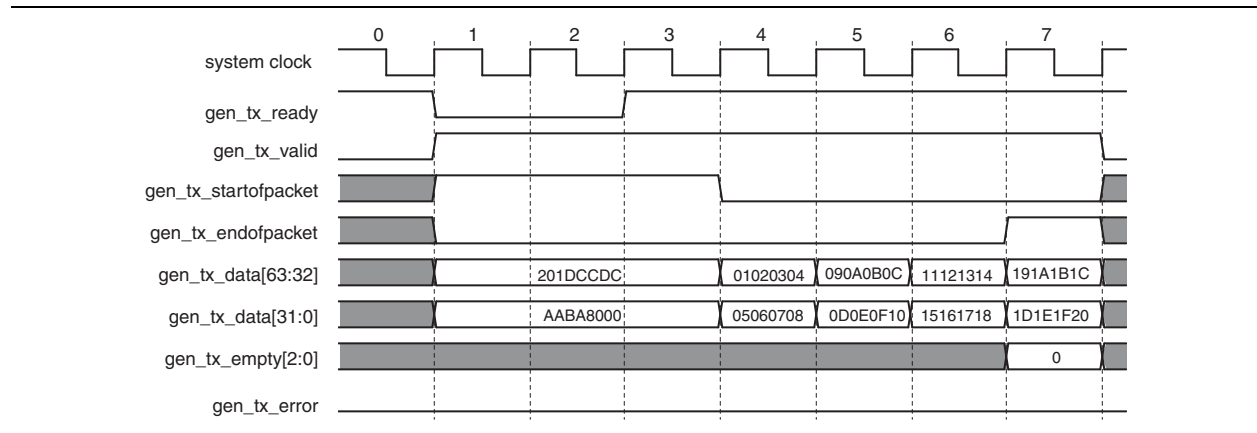 0 1 2 3 4 5 6 7
system clock
gen_tx_ready
gen_tx_valid
gen_tx_startofpacket
gen_tx_endofpacket
gen_tx_data[63:32] 201DCCDC 01020304 090A0B0C 11121314 191A1B1C
gen_tx_data[31:0] AABA8000 05060708 0D0E0F10 15161718 1D1E1F20
gen_tx_empty[2:0] 0
gen_tx_error